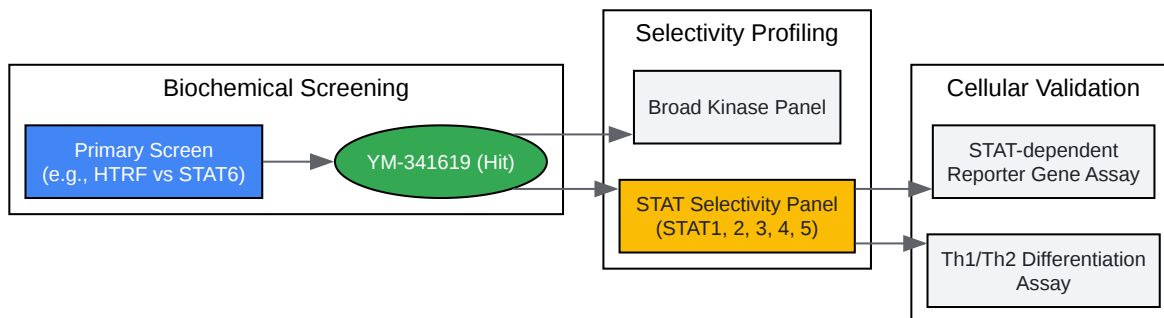 Biochemical Screening
Primary Screen
(e.g., HTRF vs STAT6)
YM-341619 (Hit)
Selectivity Profiling
Broad Kinase Panel
STAT Selectivity Panel
(STAT1, 2, 3, 4, 5)
Cellular Validation
STAT-dependent
Reporter Gene Assay
Th1/Th2 Differentiation
Assay